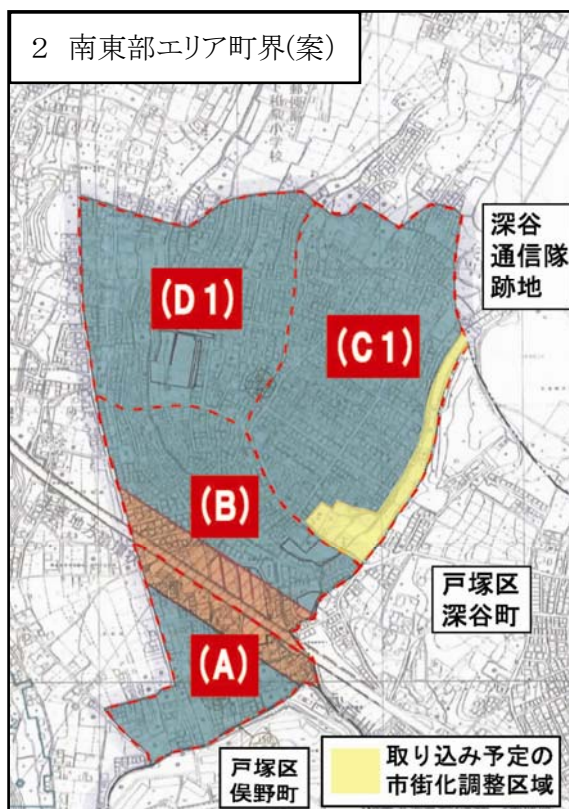 2 南東部エリア町界(案)
深谷
通信隊
跡地
(D1)
(C1)
(B)
戸塚区
深谷町
(A)
戸塚区
俣野町
取り込み予定の
市街化調整区域